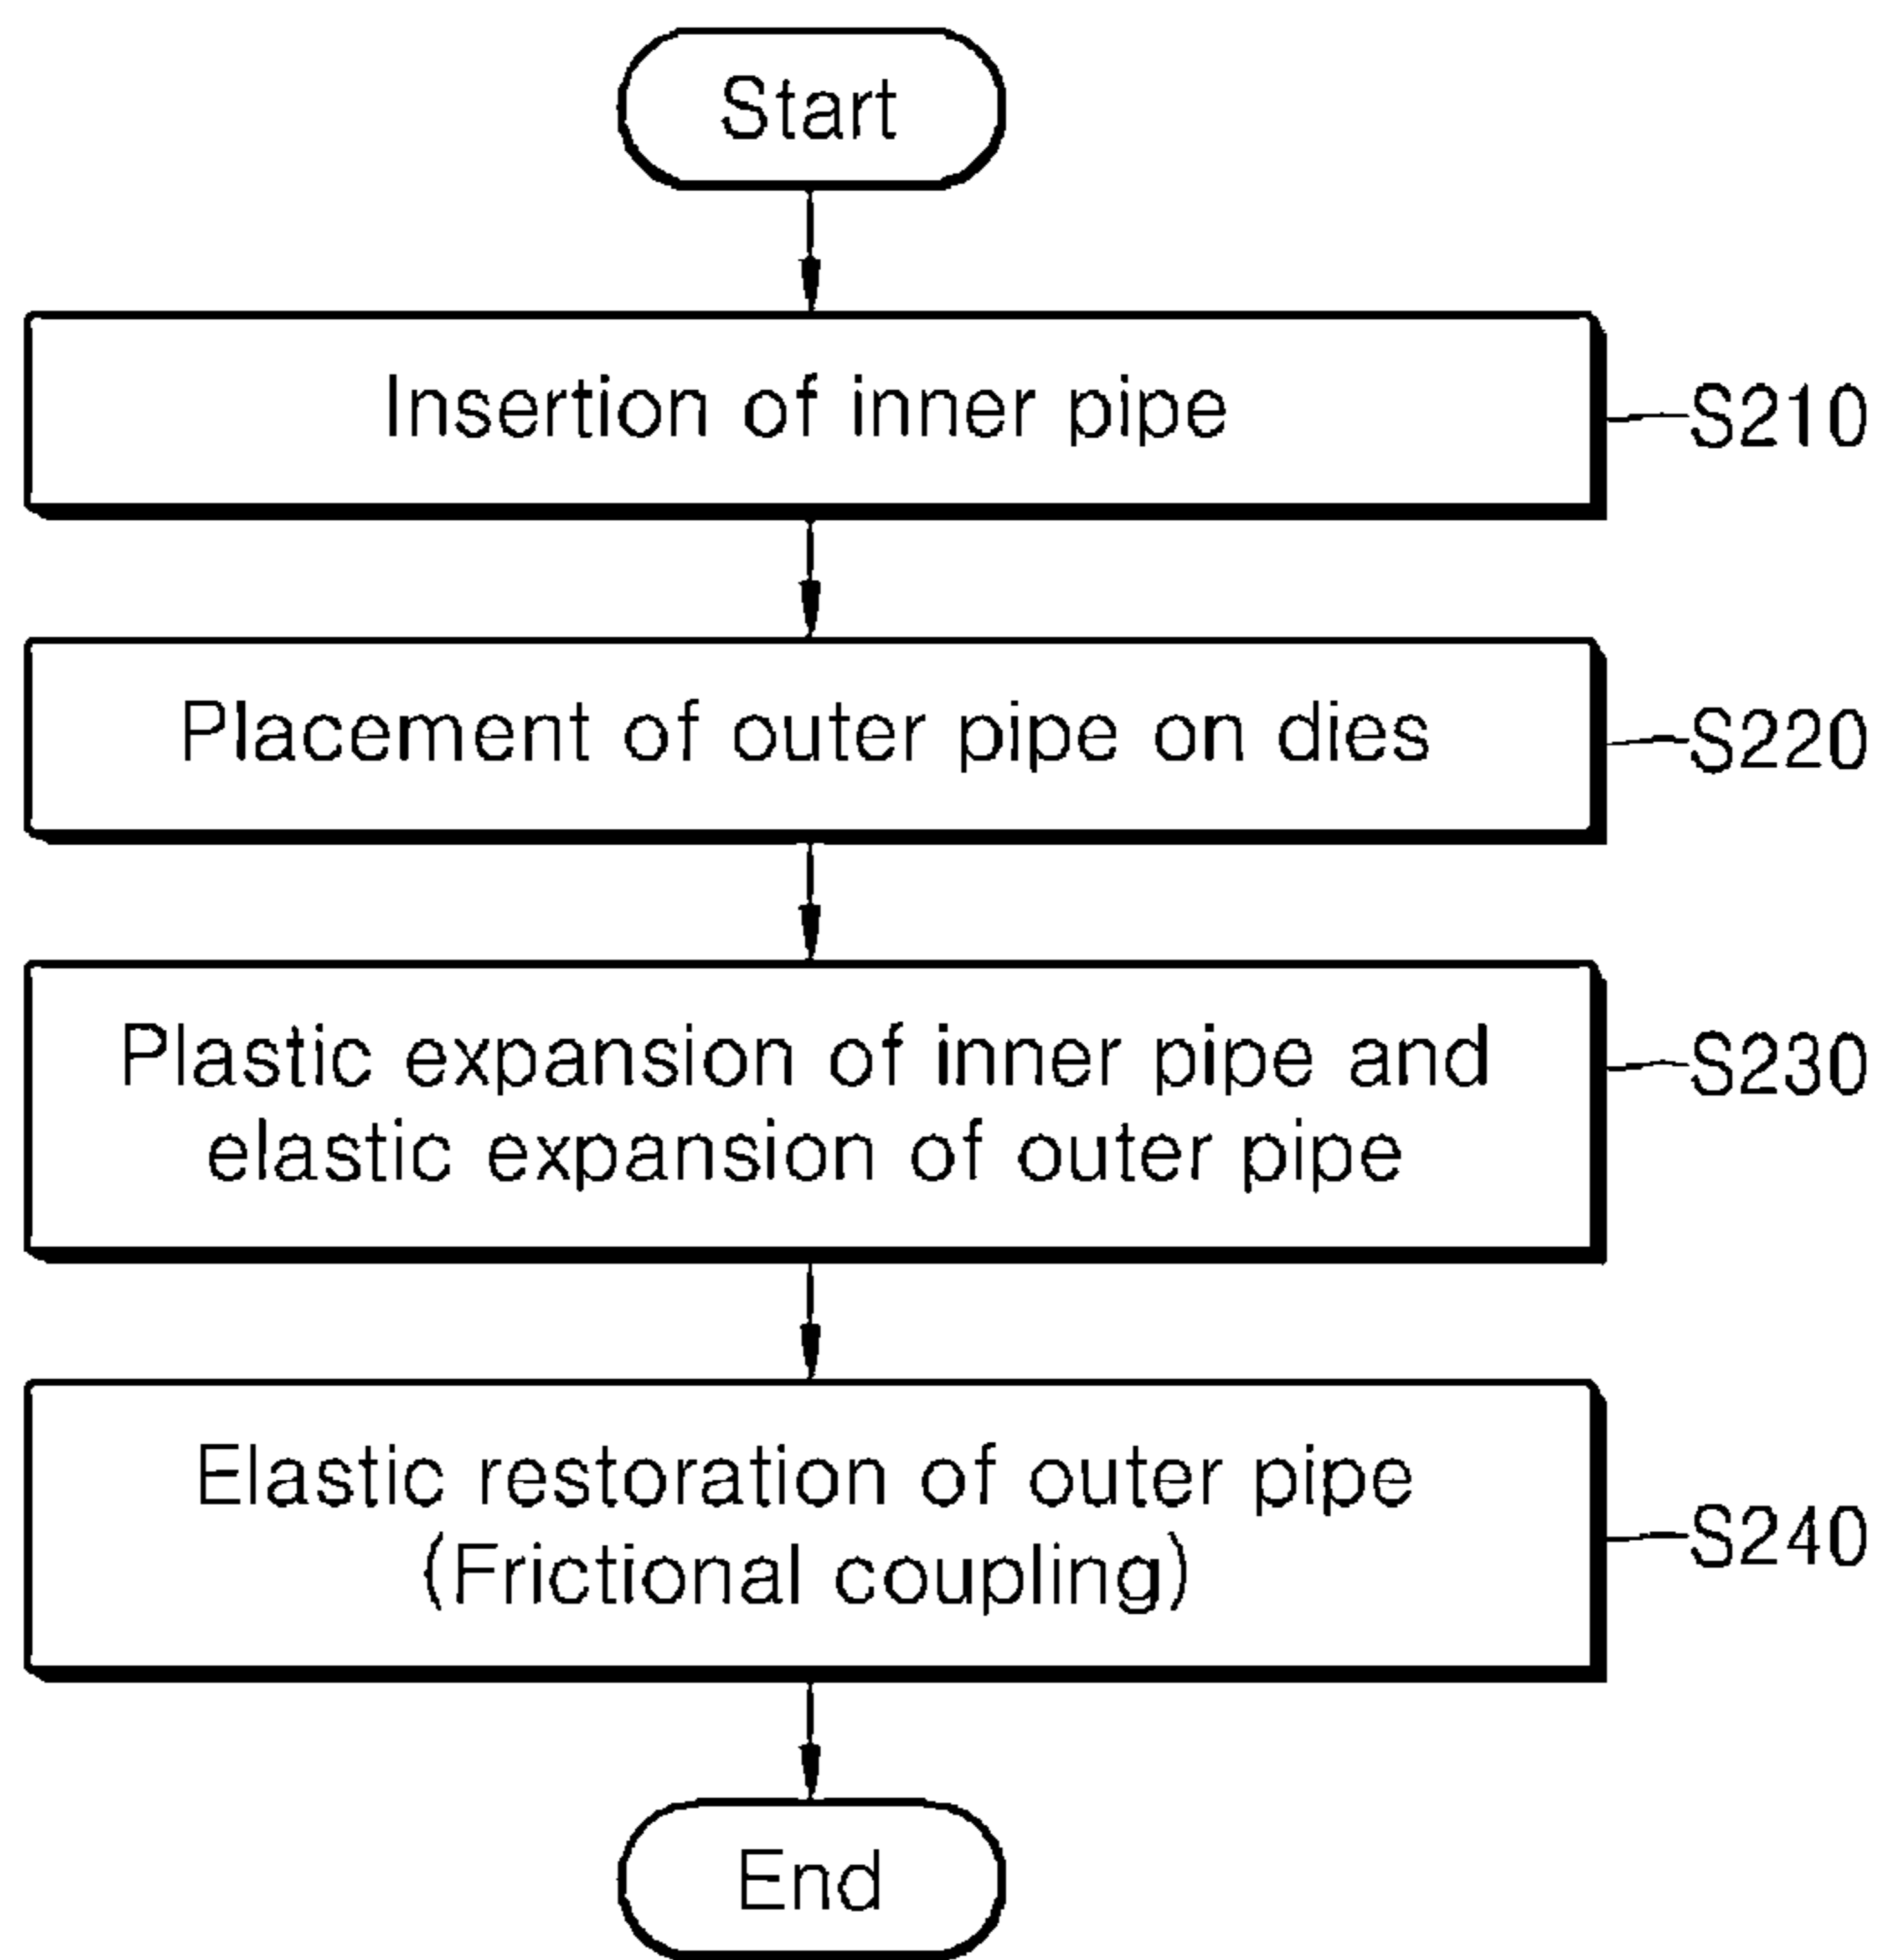 Start
Insertion of inner pipe
S210
Placement of outer pipe on dies
S220
Plastic expansion of inner pipe and
elastic expansion of outer pipe
S230
Elastic restoration of outer pipe
(Frictional coupling)
S240
End